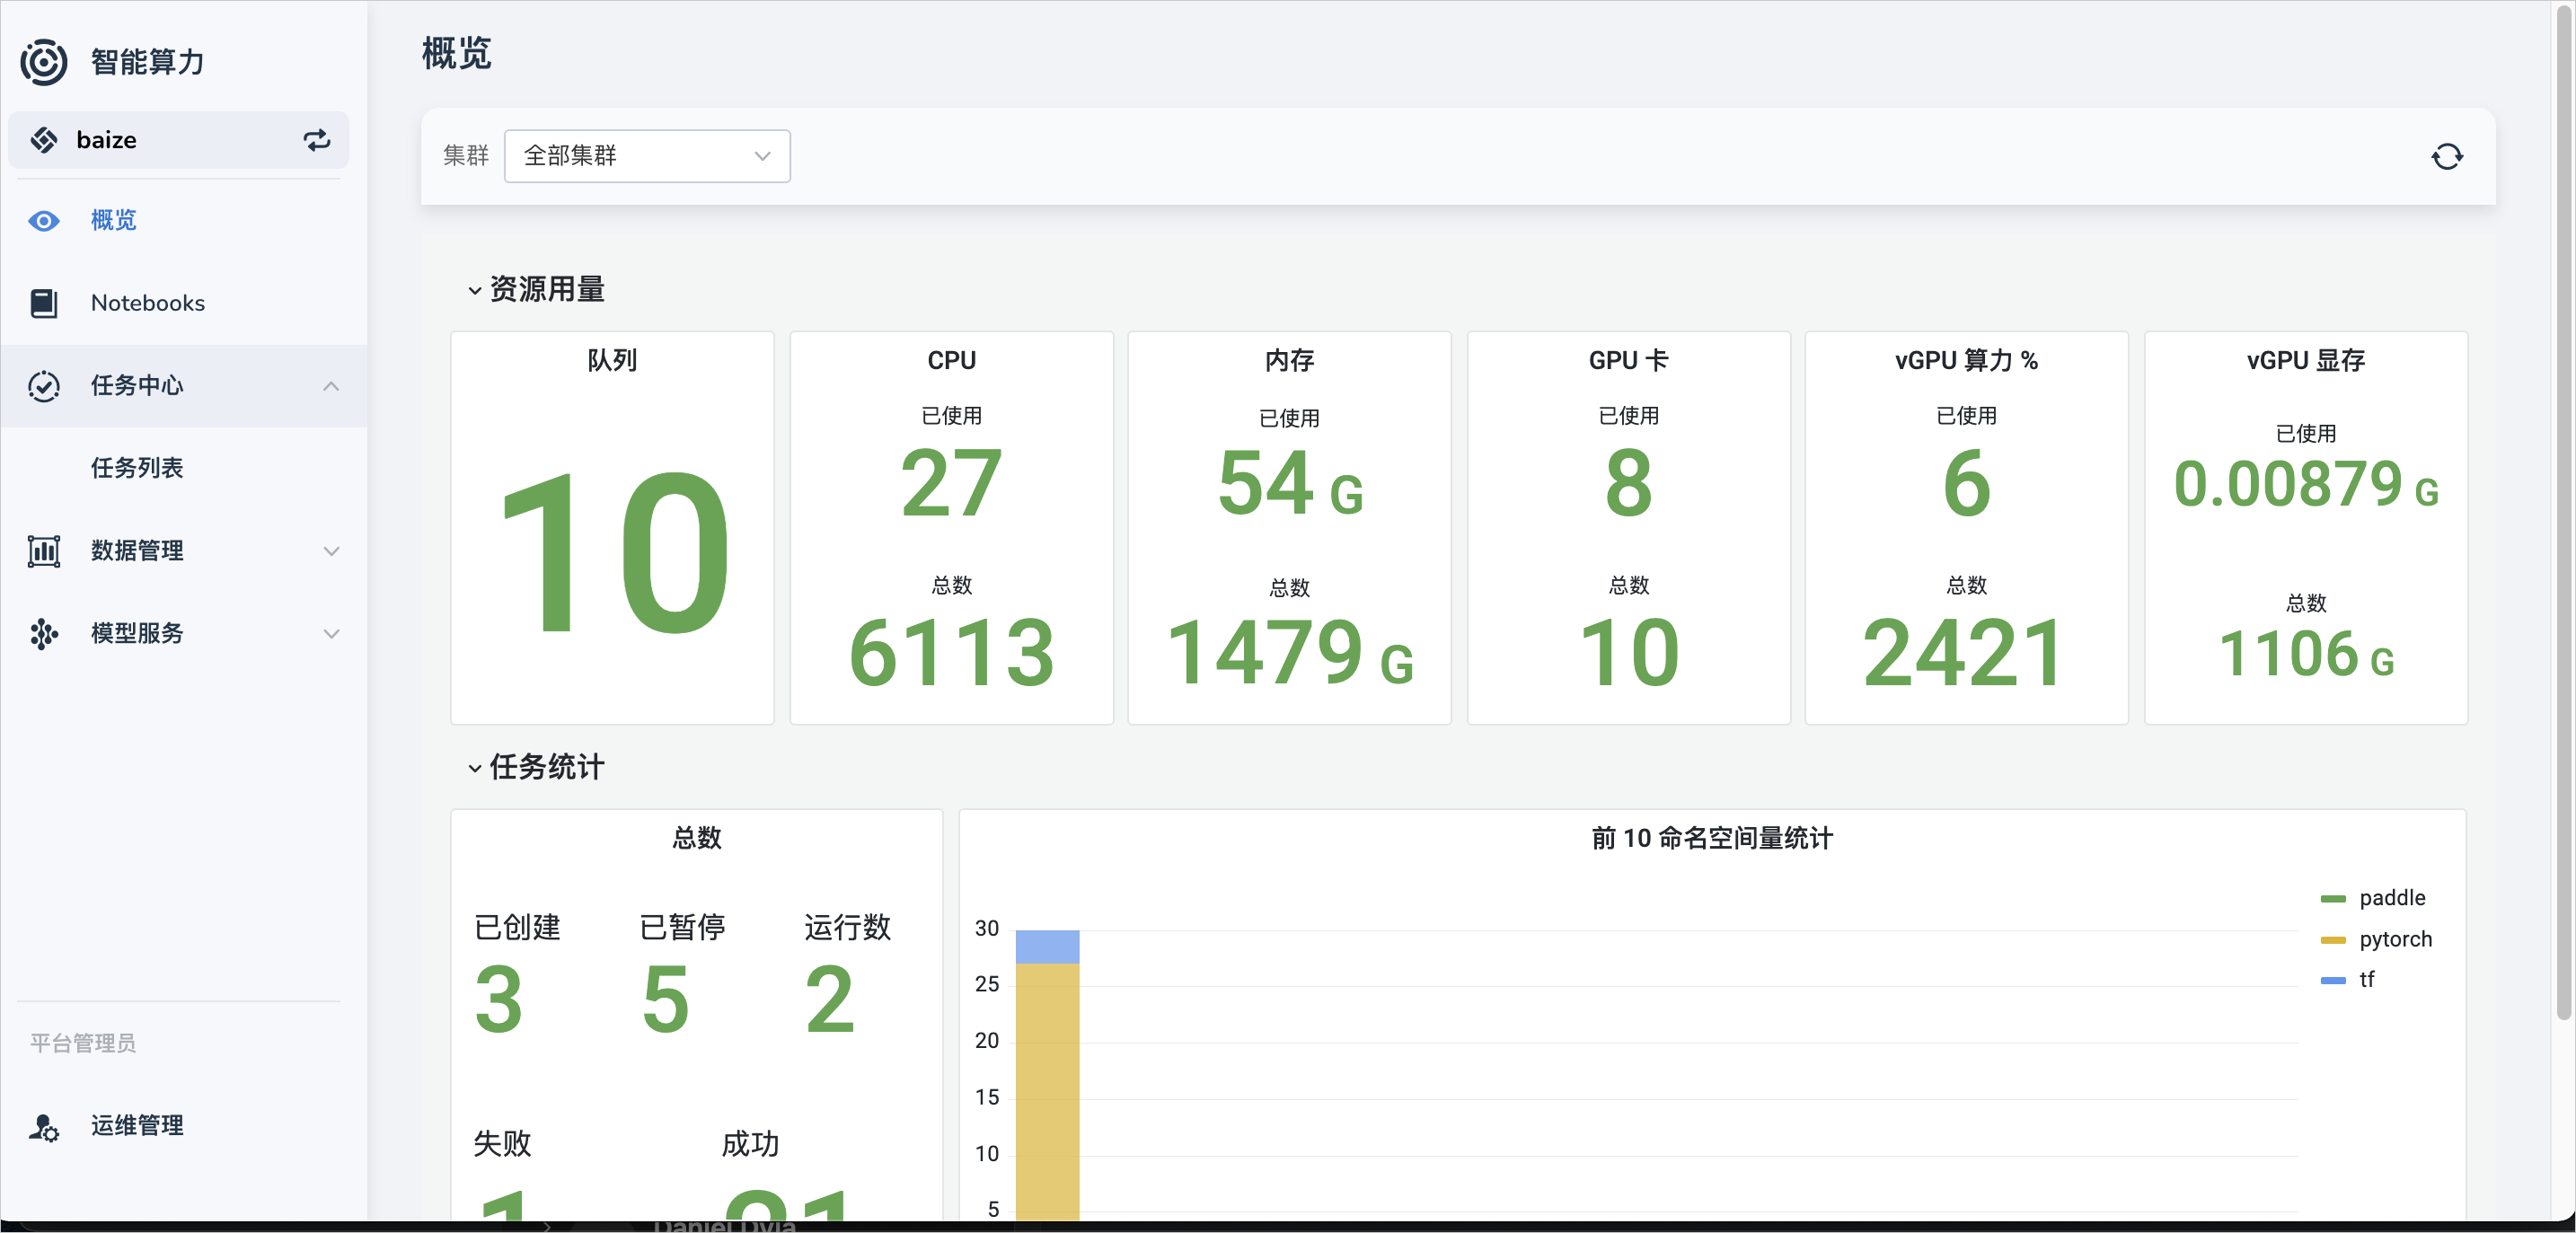 智能算力
baize
概览
Notebooks
任务中心
任务列表
数据管理
模型服务
平台管理员
运维管理
概览
集群
全部集群
资源用量
队列
10
CPU
已使用
27
总数
6113
内存
已使用
54 G
总数
1479 G
GPU 卡
已使用
8
总数
10
vGPU 算力 %
已使用
6
总数
2421
vGPU 显存
已使用
0.00879 G
总数
1106 G
任务统计
总数
已创建
3
已暂停
5
运行数
2
失败
成功
前 10 命名空间量统计
30
25
20
15
10
5
paddle
pytorch
tf